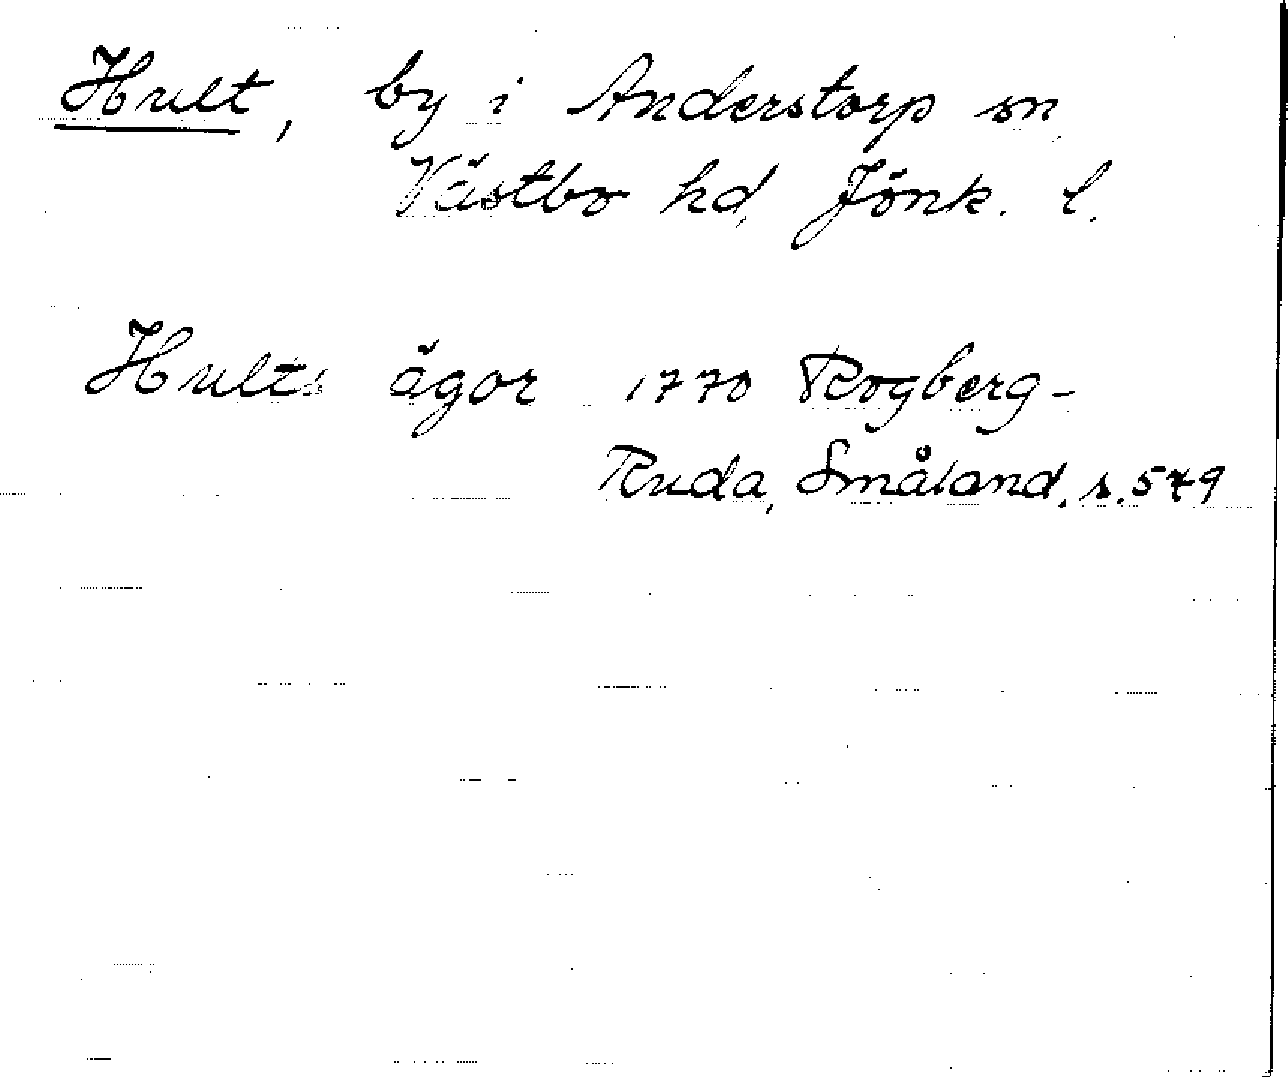 Hult, by i Anderstorp sn,
Västbo hd, Jönk. l.
Hults ägor 1770 Rogberg-
Ruda, Småland, s. 579